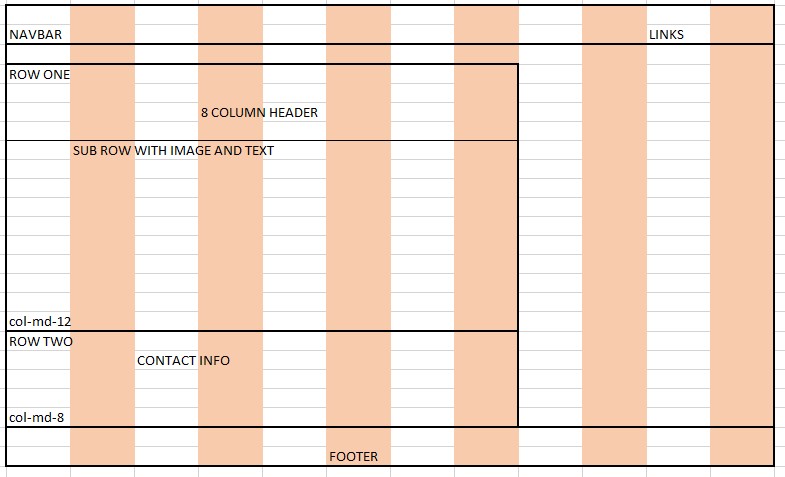 NAVBAR LINKS
ROW ONE
8 COLUMN HEADER
SUB ROW WITH IMAGE AND TEXT
col-md-12
ROW TWO
CONTACT INFO
col-md-8
FOOTER